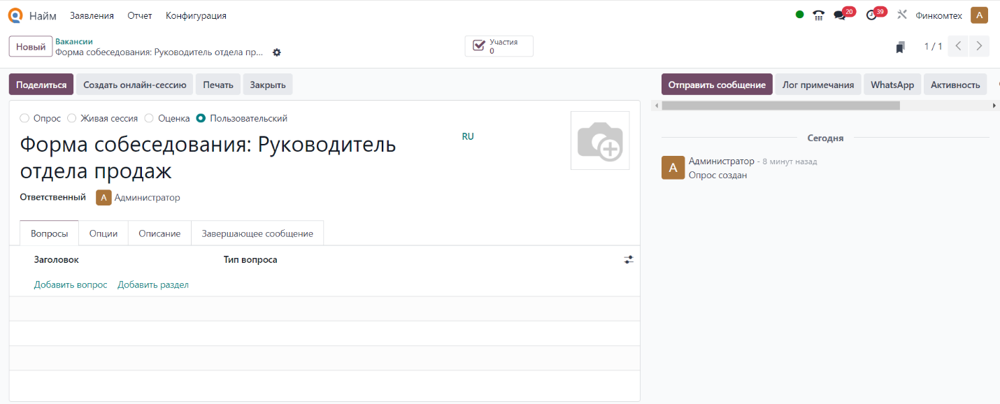 Найм Заявления Отчет Конфигурация 20 39 Финкомтех A
Новый Вакансии
Форма собеседования: Руководитель отдела пр... Участия
0 1 / 1
Поделиться Создать онлайн-сессию Печать Закрыть Отправить сообщение Лог примечания WhatsApp Активность
Опрос Живая сессия Оценка Пользовательский
Форма собеседования: Руководитель RU
отдела продаж
Ответственный A Администратор
Сегодня
A Администратор - 8 минут назад
Опрос создан
Вопросы Опции Описание Завершающее сообщение
Заголовок Тип вопроса
Добавить вопрос Добавить раздел